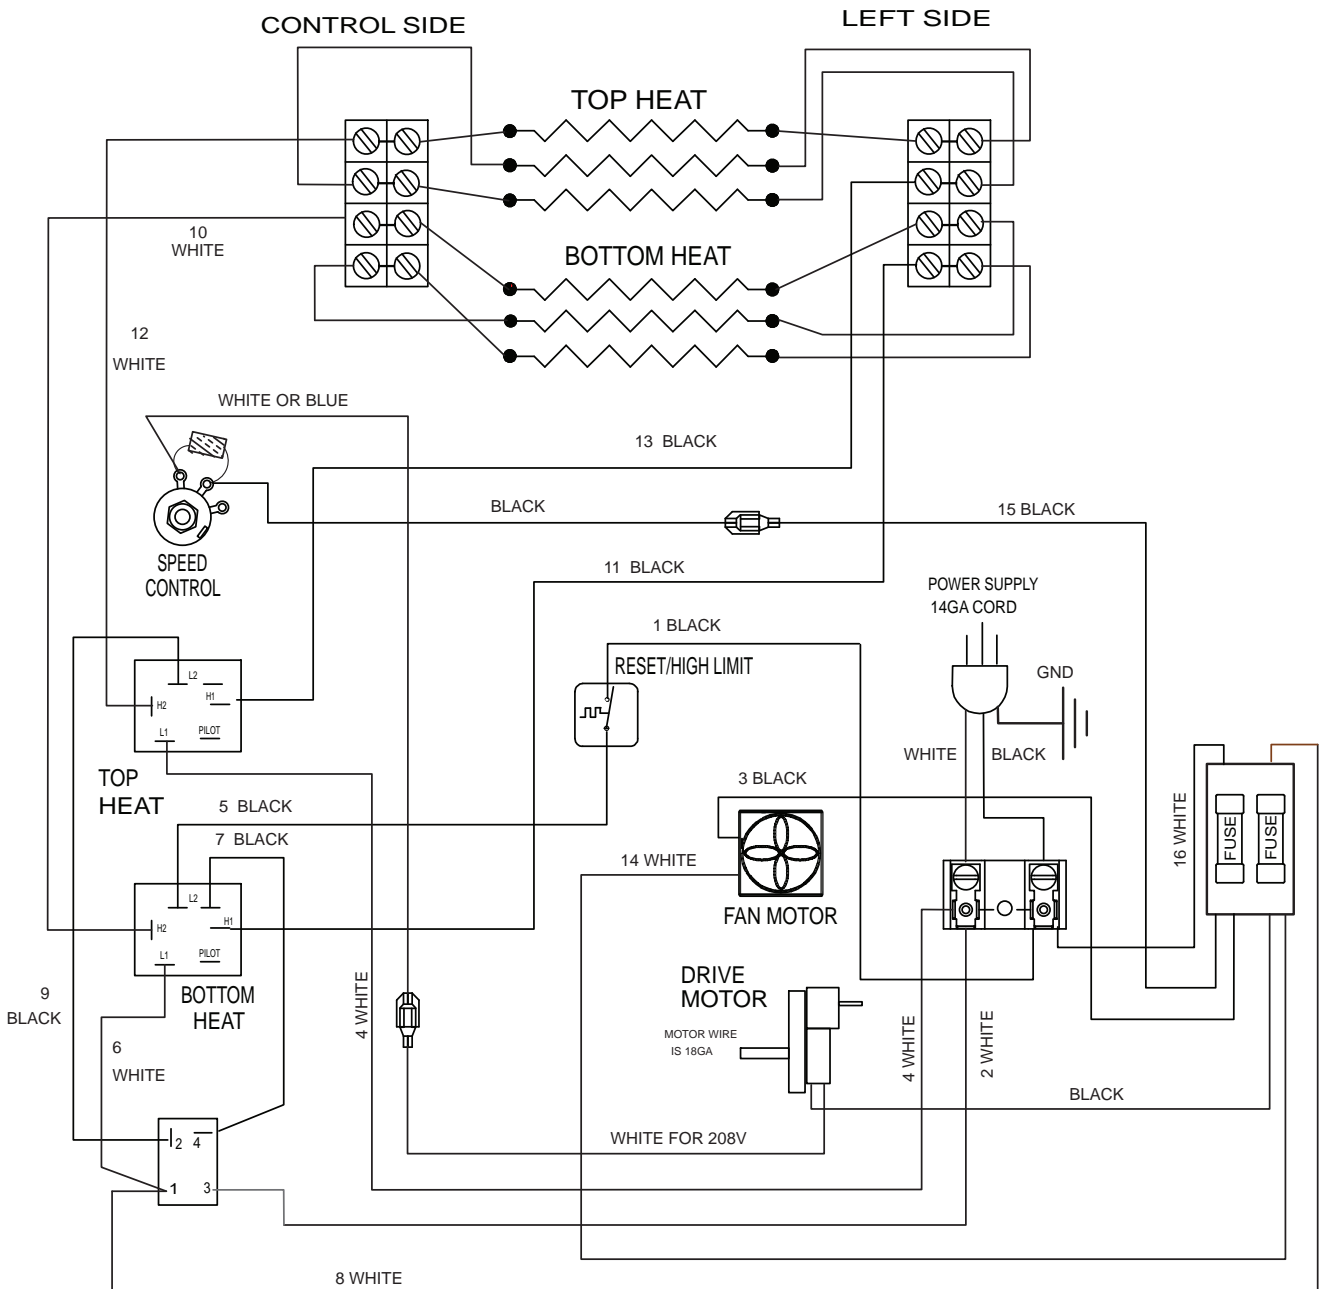 CONTROL SIDE
LEFT SIDE
TOP HEAT
10
WHITE
BOTTOM HEAT
12
WHITE
WHITE OR BLUE
13 BLACK
BLACK
15 BLACK
SPEED
CONTROL
11 BLACK
POWER SUPPLY
14GA CORD
1 BLACK
RESET/HIGH LIMIT
GND
L2
H1
H2
L1
PILOT
WHITE
BLACK
TOP
HEAT
3 BLACK
5 BLACK
7 BLACK
16 WHITE
FUSE
FUSE
14 WHITE
FAN MOTOR
L2
H1
H2
L1
PILOT
BOTTOM
HEAT
9
BLACK
4 WHITE
DRIVE
MOTOR
MOTOR WIRE
IS 18GA
4 WHITE
2 WHITE
6
WHITE
BLACK
2 4
WHITE FOR 208V
1 3
8 WHITE